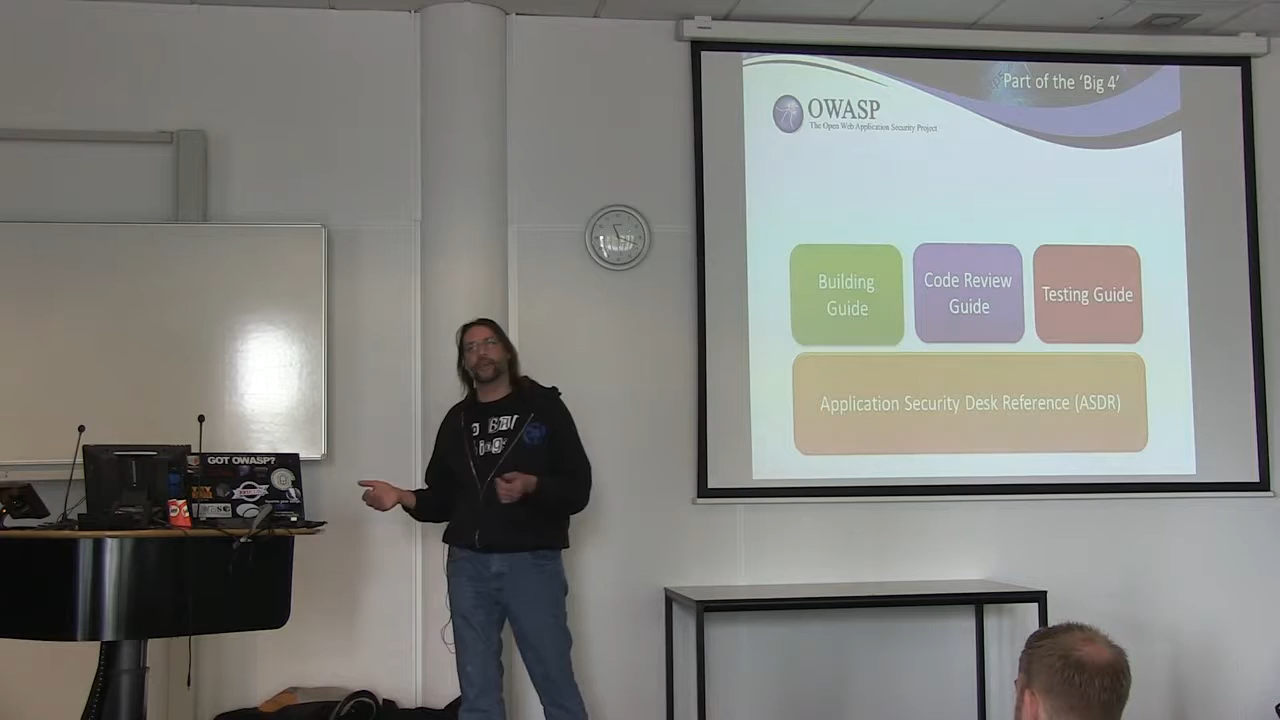 Part of the 'Big 4'
OWASP
The Open Web Application Security Project
Building
Guide
Code Review
Guide
Testing Guide
Application Security Desk Reference (ASDR)
GOT OWASP?